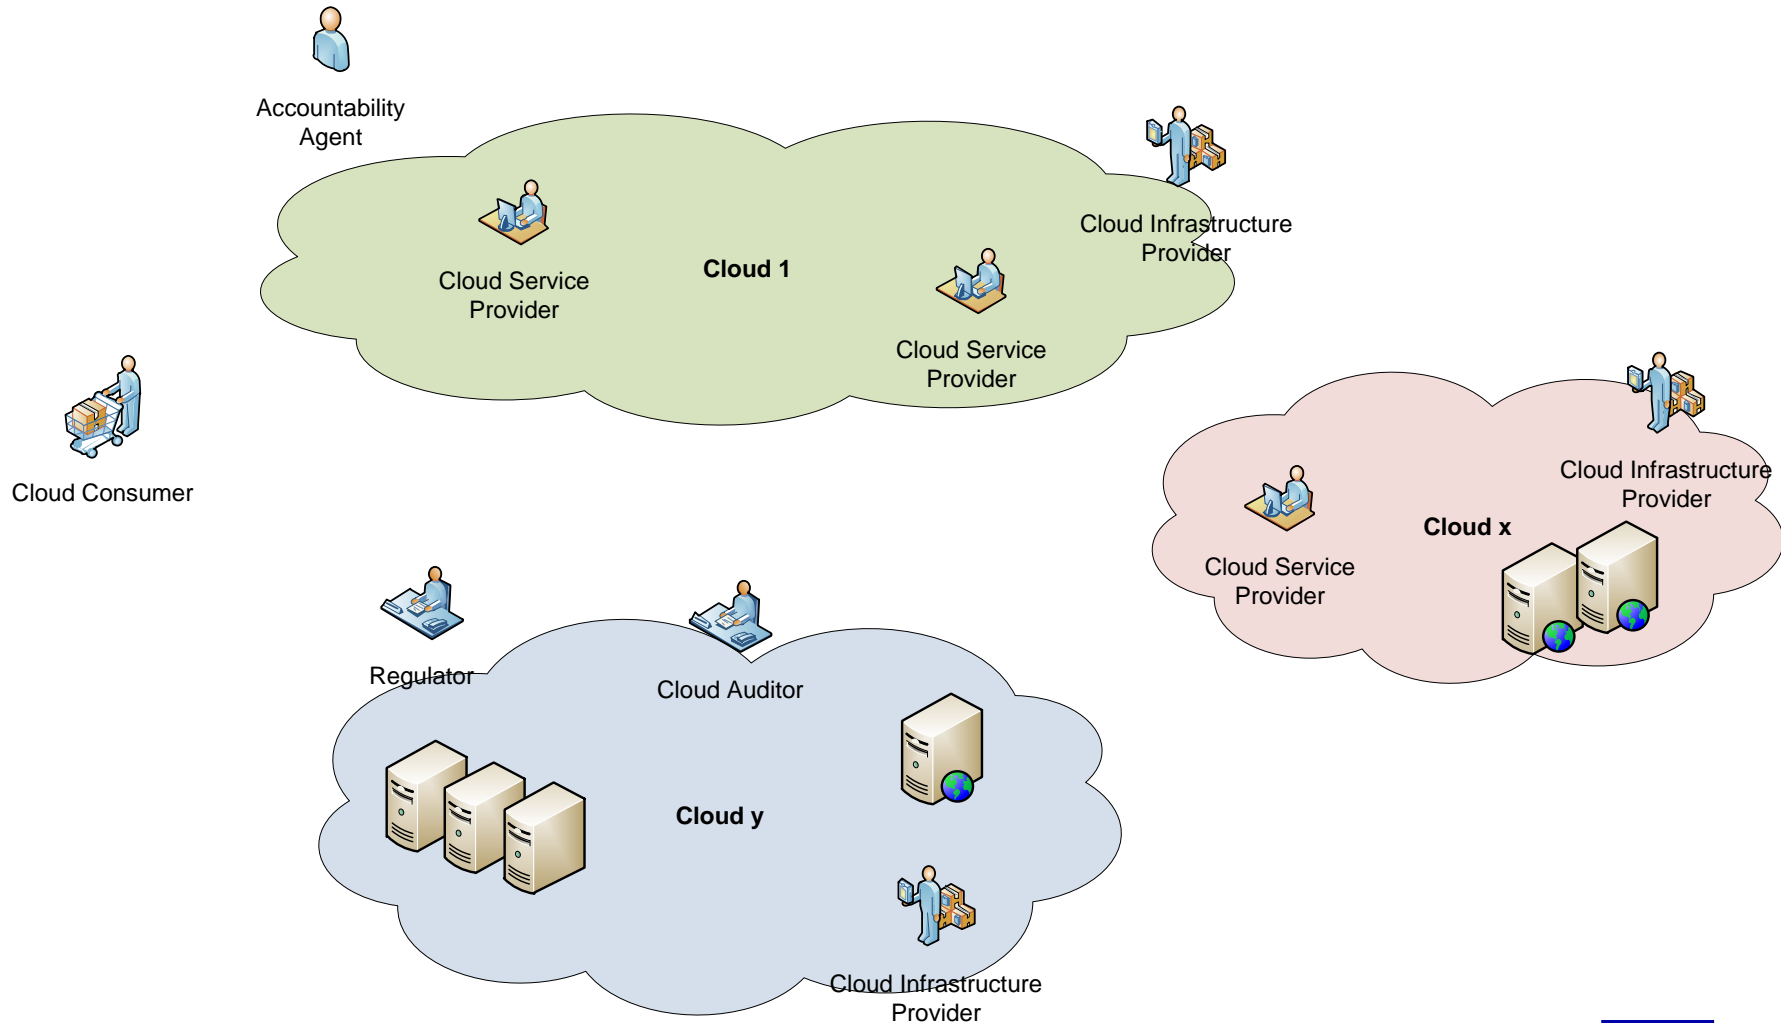 Accountability
Agent
Cloud Infrastructure
Provider
Cloud Service
Provider
Cloud 1
Cloud Service
Provider
Cloud Consumer
Cloud Infrastructure
Provider
Cloud x
Cloud Service
Provider
Regulator
Cloud Auditor
Cloud y
Cloud Infrastructure
Provider